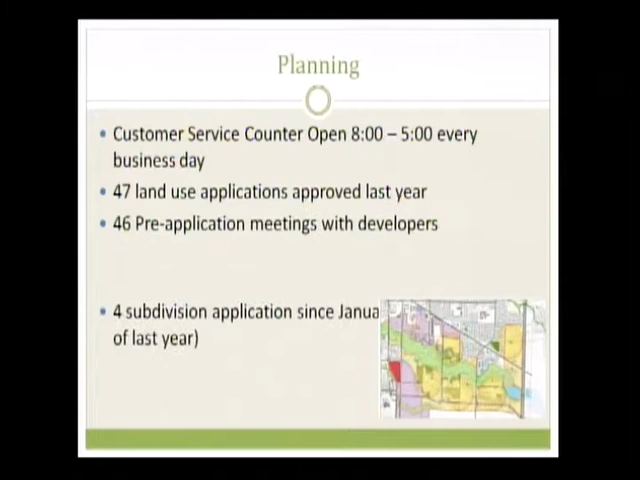 Planning
• Customer Service Counter Open 8:00 – 5:00 every
business day
• 47 land use applications approved last year
• 46 Pre-application meetings with developers
• 4 subdivision application since Janua
of last year)